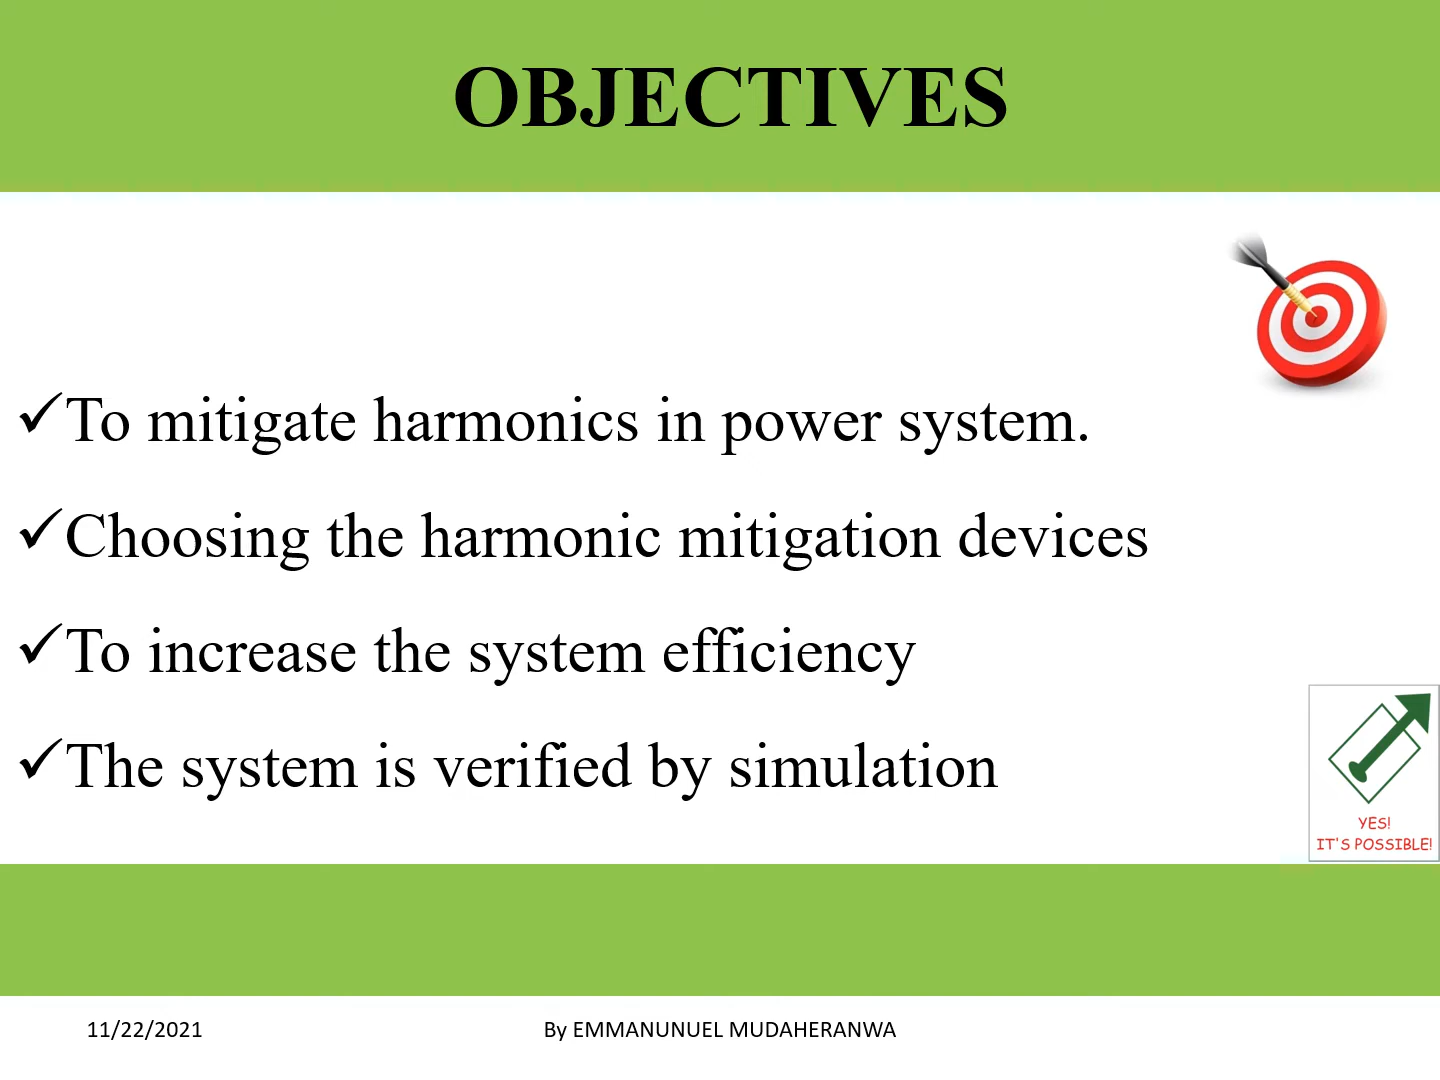 OBJECTIVES
✓To mitigate harmonics in power system.
✓Choosing the harmonic mitigation devices
✓To increase the system efficiency
✓The system is verified by simulation
YES!
IT'S POSSIBLE!
11/22/2021
By EMMANUNUEL MUDAHERANWA